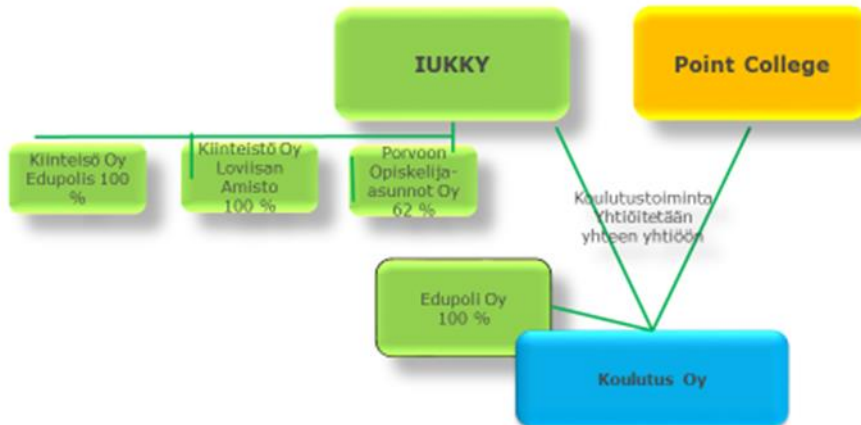 IUKKY
Point College
Kiinteisö Oy
Edupolis 100
%
Kiinteistö Oy
Loviisan
Amisto
100 %
Porvoon
Opiskelija-
asunnot Oy
62 %
Koulutustoiminta
Yhtiöitetään
yhteen yhtiöön
Edupoli Oy
100 %
Koulutus Oy